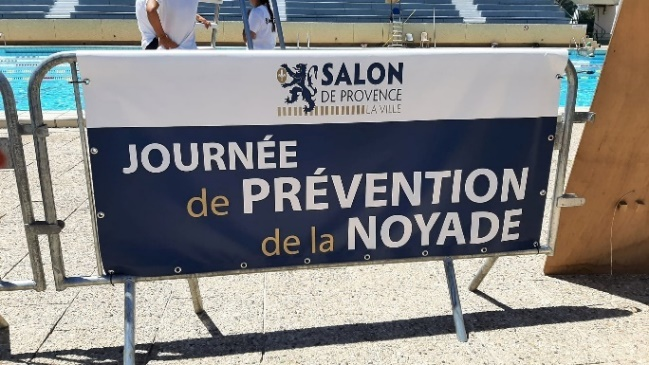 SALON
DE PROVENCE
LA VILLE
JOURNÉE
de PRÉVENTION
de la NOYADE